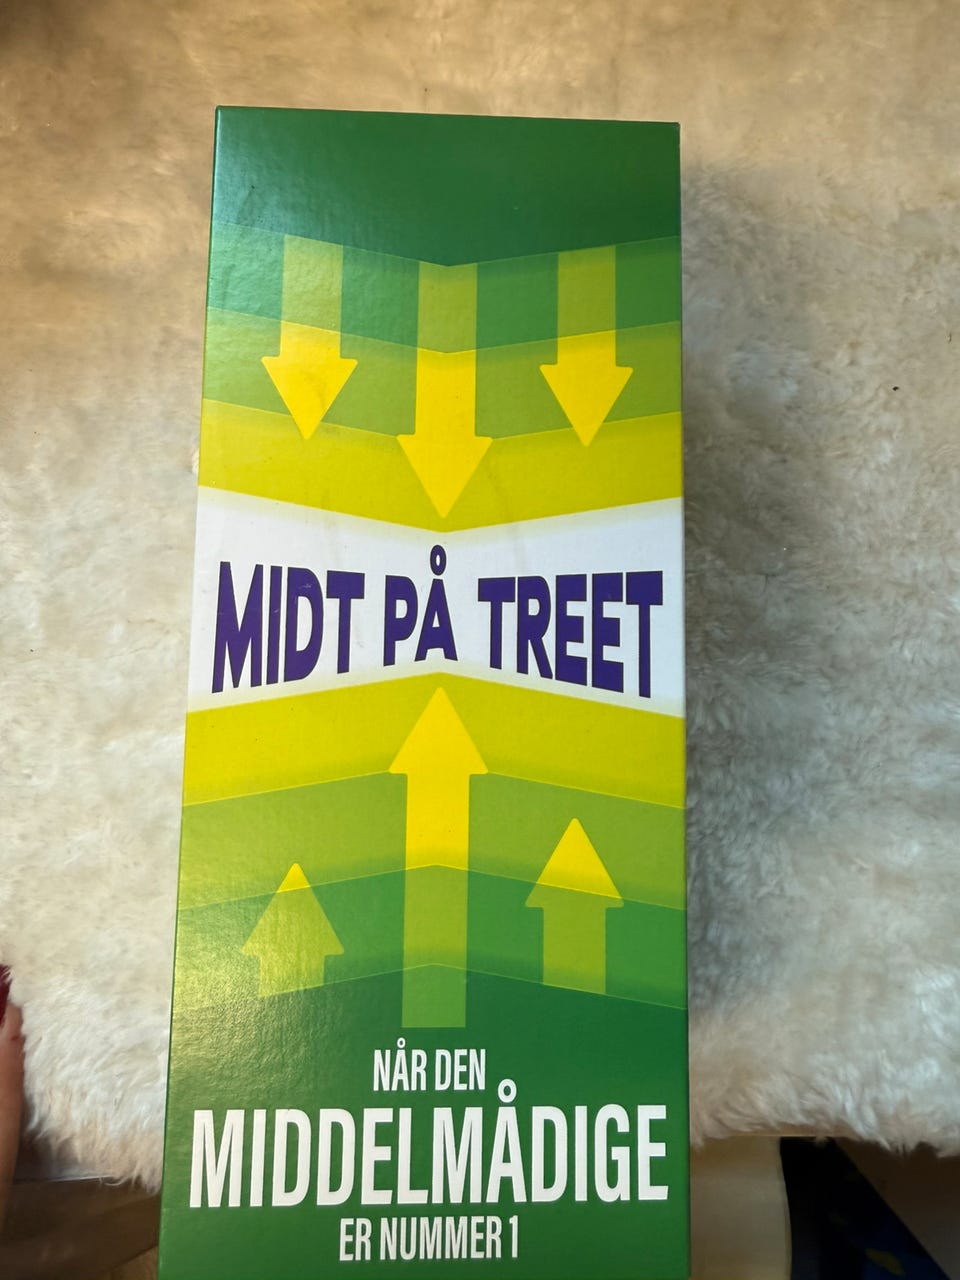 MIDT PÅ TREET
NÅR DEN
MIDDELMÅDIGE
ER NUMMER 1